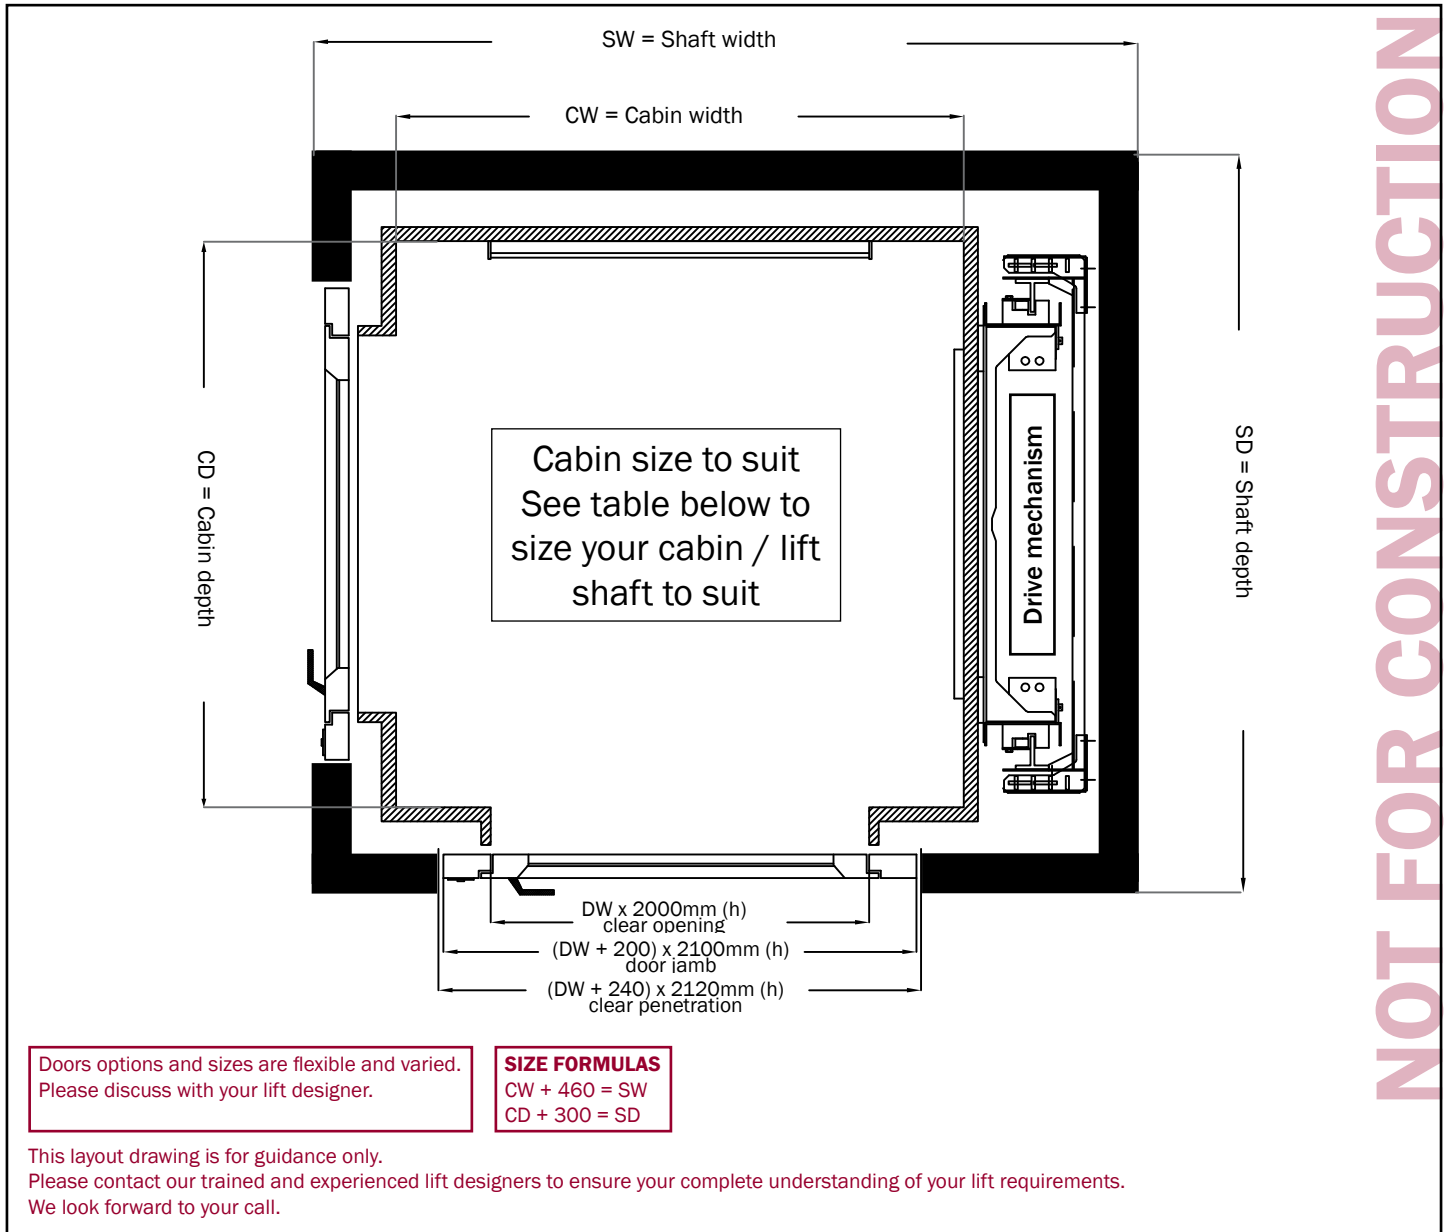 SW = Shaft width
CW = Cabin width
CD = Cabin depth
Cabin size to suit
See table below to
size your cabin / lift
shaft to suit
Drive mechanism
SD = Shaft depth
DW x 2000mm (h)
clear opening
(DW + 200) x 2100mm (h)
door jamb
(DW + 240) x 2120mm (h)
clear penetration
Doors options and sizes are flexible and varied.
Please discuss with your lift designer.
SIZE FORMULAS
CW + 460 = SW
CD + 300 = SD
This layout drawing is for guidance only.
Please contact our trained and experienced lift designers to ensure your complete understanding of your lift requirements.
We look forward to your call.
NOT FOR CONSTRUCTION